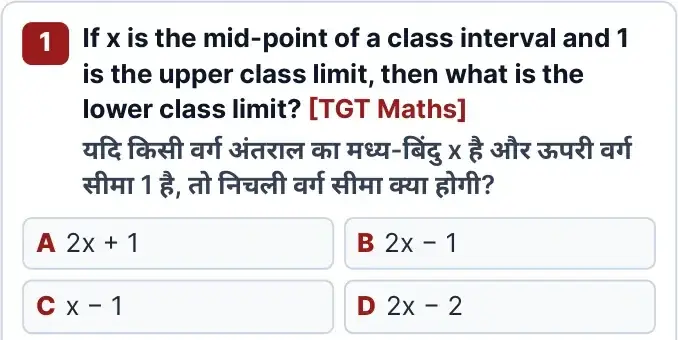 1 If x is the mid-point of a class interval and 1
is the upper class limit, then what is the
lower class limit? [TGT Maths]
यदि किसी वर्ग अंतराल का मध्य-बिंदु x है और ऊपरी वर्ग
सीमा 1 है, तो निचली वर्ग सीमा क्या होगी?
A 2x + 1
B 2x − 1
C x − 1
D 2x − 2